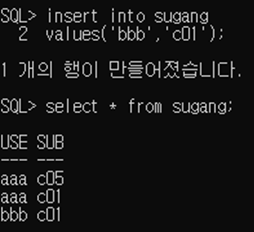 SQL> insert into sugang
  2  values('bbb','c01');
1 개의 행이 만들어졌습니다.
SQL> select * from sugang;
USE SUB
--- ---
aaa c05
aaa c01
bbb c01